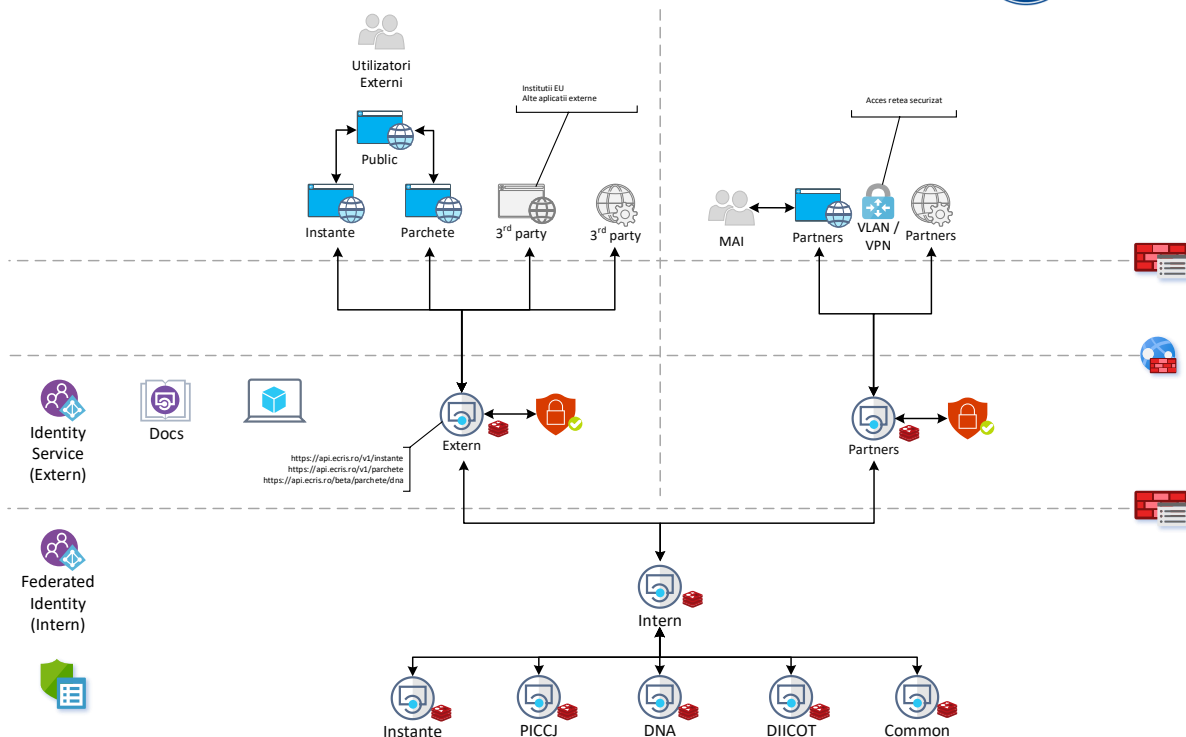 Utilizatori
Externi
Institutii EU
Alte aplicatii externe
Acces retea securizat
Public
Instante
Parchete
3rd party
3rd party
MAI
Partners
VLAN /
VPN
Partners
Identity
Service
(Extern)
Docs
Extern
Partners
https://api.ecris.ro/v1/instante
https://api.ecris.ro/v1/parchete
https://api.ecris.ro/beta/parchete/dna
Federated
Identity
(Intern)
Intern
Instante
PICCJ
DNA
DIICOT
Common